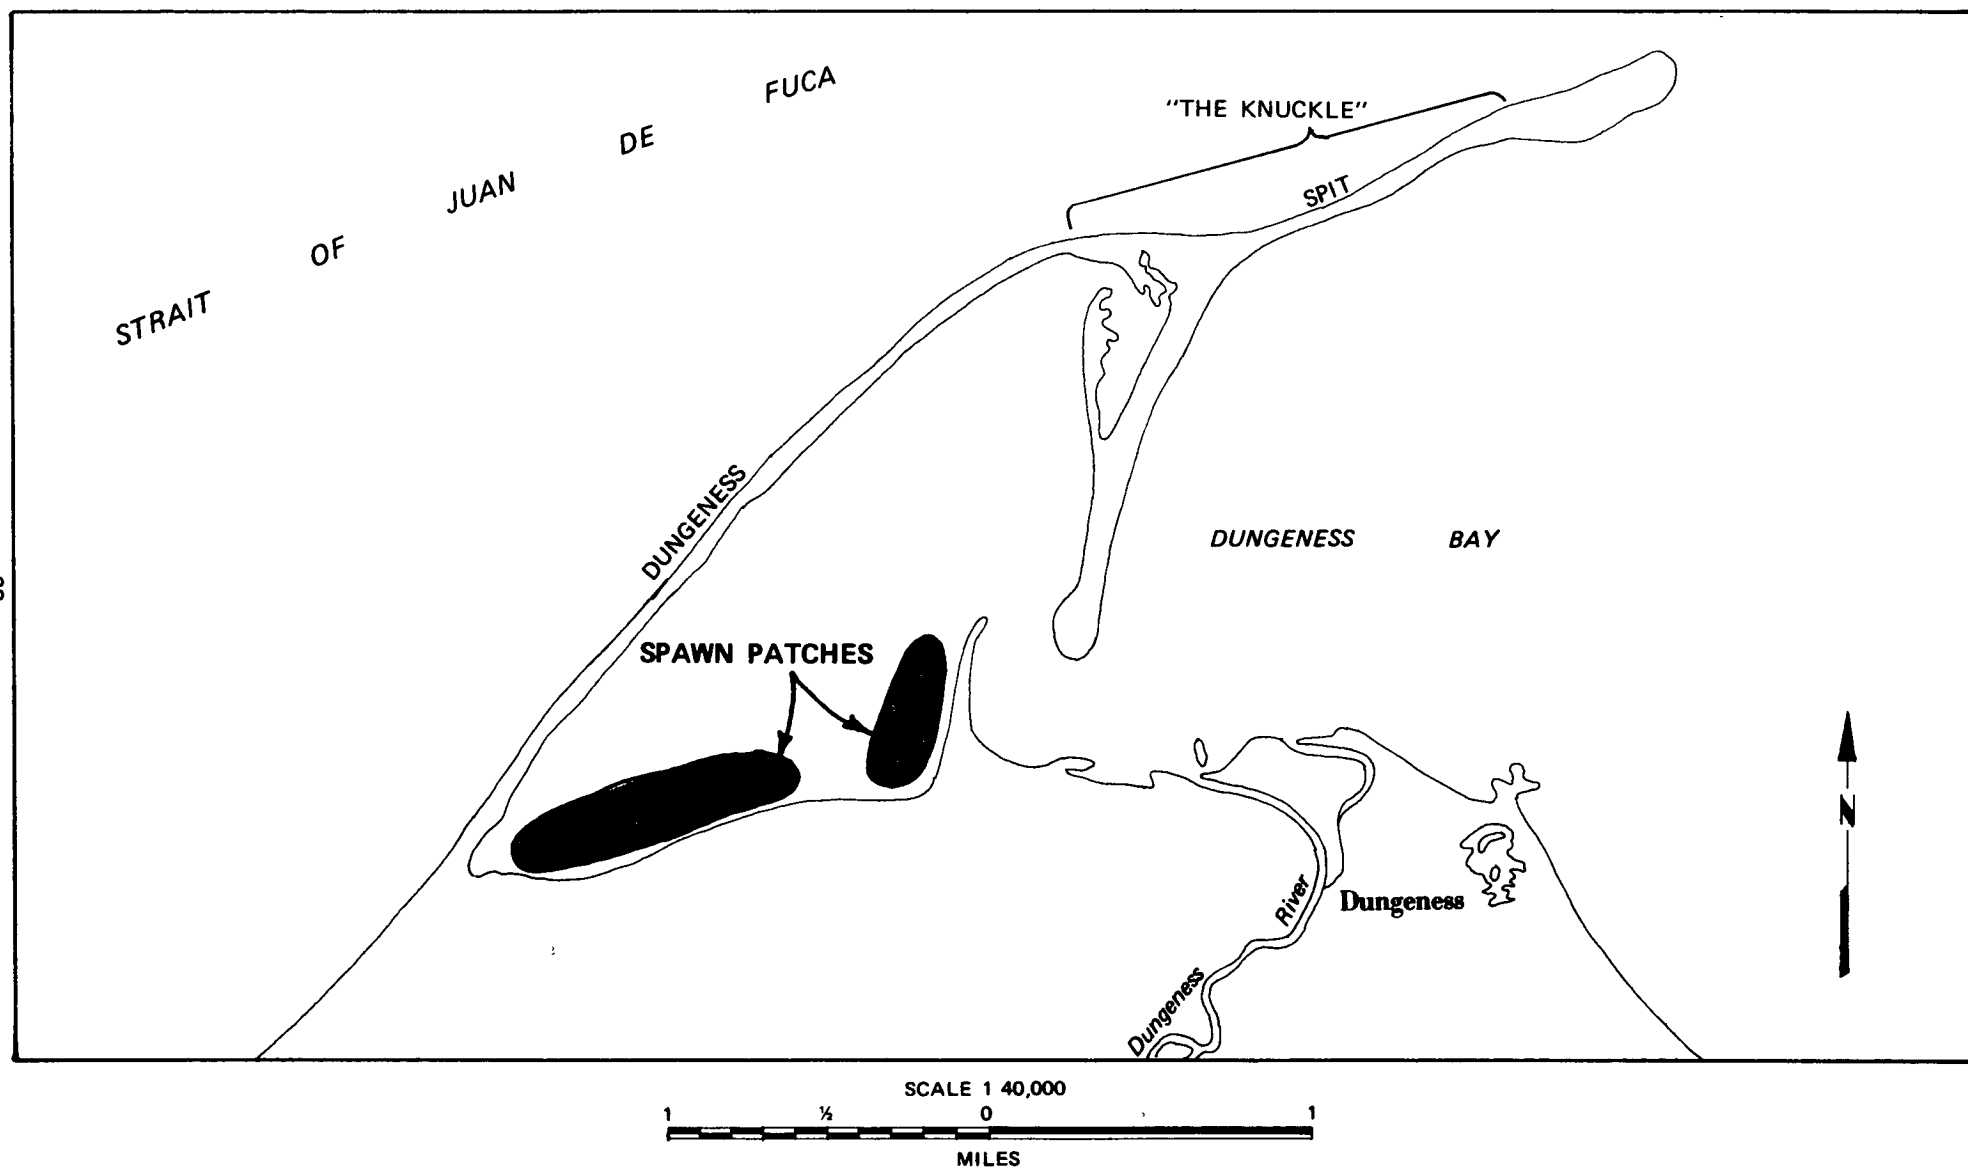 STRAIT OF JUAN DE FUCA
"THE KNUCKLE"
SPIT
DUNGENESS
DUNGENESS BAY
SPAWN PATCHES
N
River
Dungeness
Dungeness
SCALE 1 40,000
1 ½ 0 1
MILES